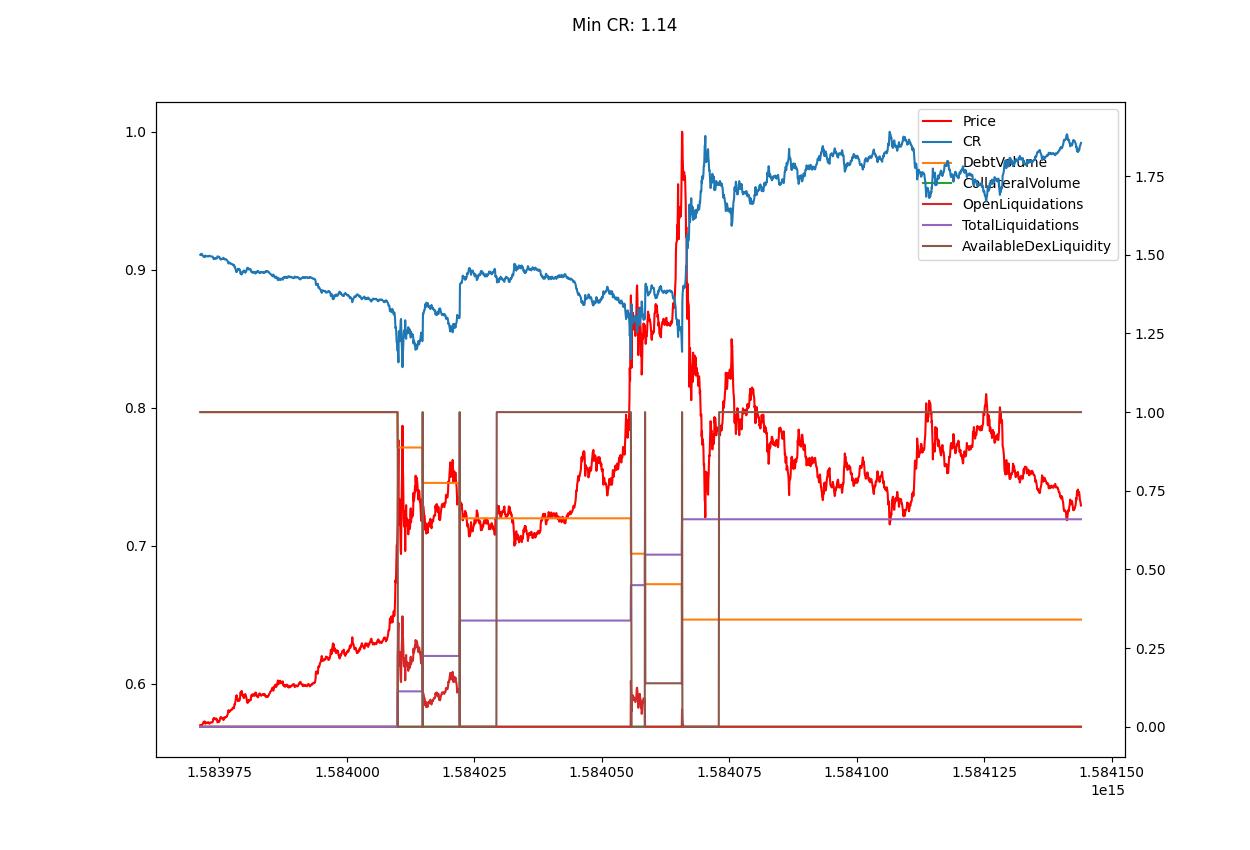 Min CR: 1.14
1.0
0.9
0.8
0.7
0.6
Price
CR
DebtVolume
CollateralVolume
OpenLiquidations
TotalLiquidations
AvailableDexLiquidity
1.75
1.50
1.25
1.00
0.75
0.50
0.25
0.00
1.583975 1.584000 1.584025 1.584050 1.584075 1.584100 1.584125 1.584150
1e15